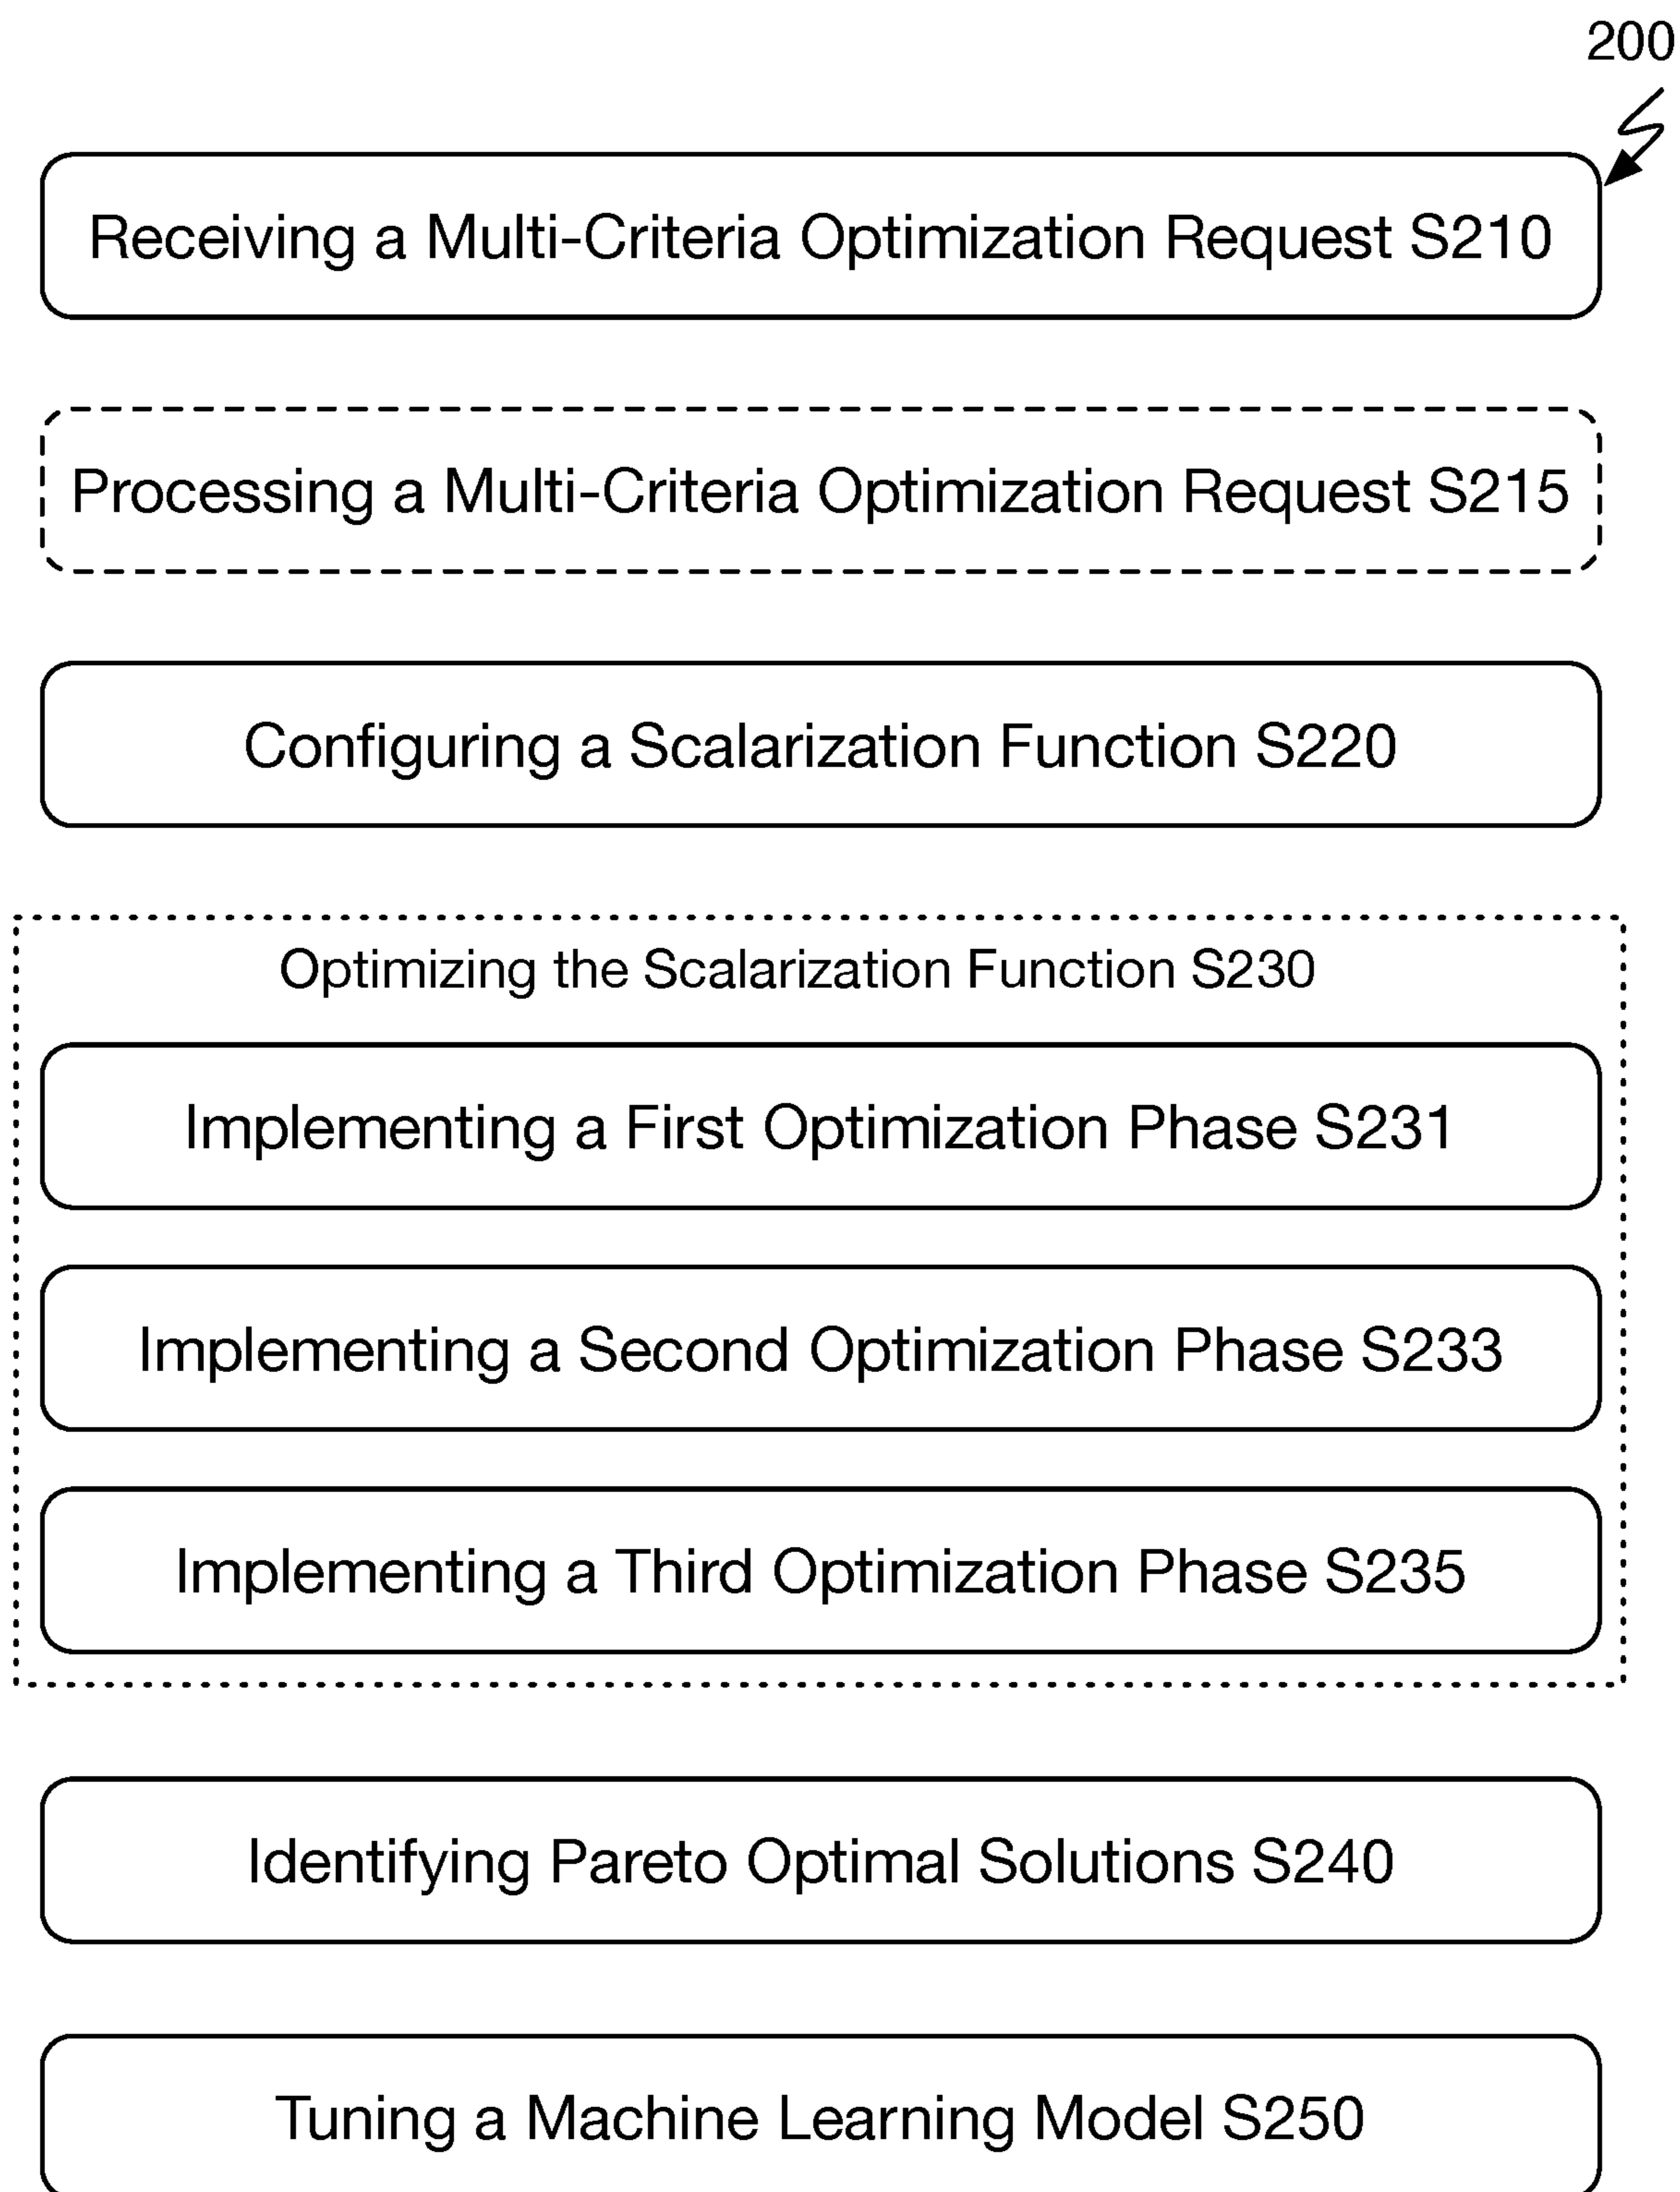 200
Receiving a Multi-Criteria Optimization Request S210
Processing a Multi-Criteria Optimization Request S215
Configuring a Scalarization Function S220
Optimizing the Scalarization Function S230
Implementing a First Optimization Phase S231
Implementing a Second Optimization Phase S233
Implementing a Third Optimization Phase S235
Identifying Pareto Optimal Solutions S240
Tuning a Machine Learning Model S250